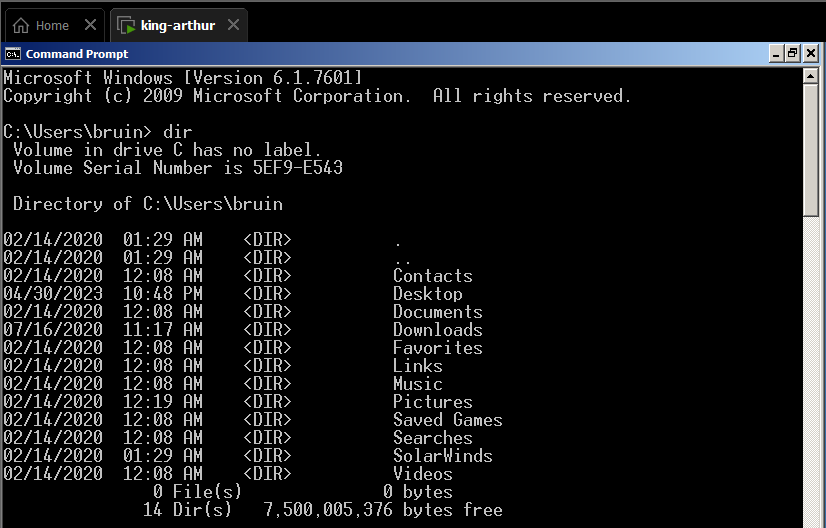 Home king-arthur
Command Prompt
Microsoft Windows [Version 6.1.7601]
Copyright (c) 2009 Microsoft Corporation.  All rights reserved.
C:\Users\bruin> dir
 Volume in drive C has no label.
 Volume Serial Number is 5EF9-E543
 Directory of C:\Users\bruin
02/14/2020  01:29 AM    <DIR>          .
02/14/2020  01:29 AM    <DIR>          ..
02/14/2020  12:08 AM    <DIR>          Contacts
04/30/2023  10:48 PM    <DIR>          Desktop
02/14/2020  12:08 AM    <DIR>          Documents
07/16/2020  11:17 AM    <DIR>          Downloads
02/14/2020  12:08 AM    <DIR>          Favorites
02/14/2020  12:08 AM    <DIR>          Links
02/14/2020  12:08 AM    <DIR>          Music
02/14/2020  12:19 AM    <DIR>          Pictures
02/14/2020  12:08 AM    <DIR>          Saved Games
02/14/2020  12:08 AM    <DIR>          Searches
02/14/2020  01:29 AM    <DIR>          SolarWinds
02/14/2020  12:08 AM    <DIR>          Videos
               0 File(s)              0 bytes
              14 Dir(s)   7,500,005,376 bytes free